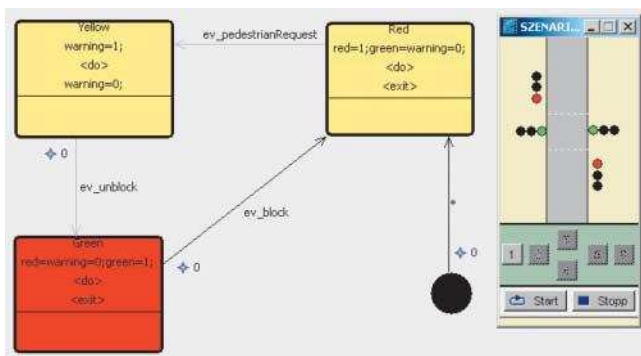 Yellow
warning=1;
<do>
warning=0;
ev_pedestrianRequest
Red
red=1;green=warning=0;
<do>
<exit>
0
ev_unblock
ev_block
Green
red=warning=0;green=1;
<do>
<exit>
0
*
0
SZENARI...
1
Start
Stopp